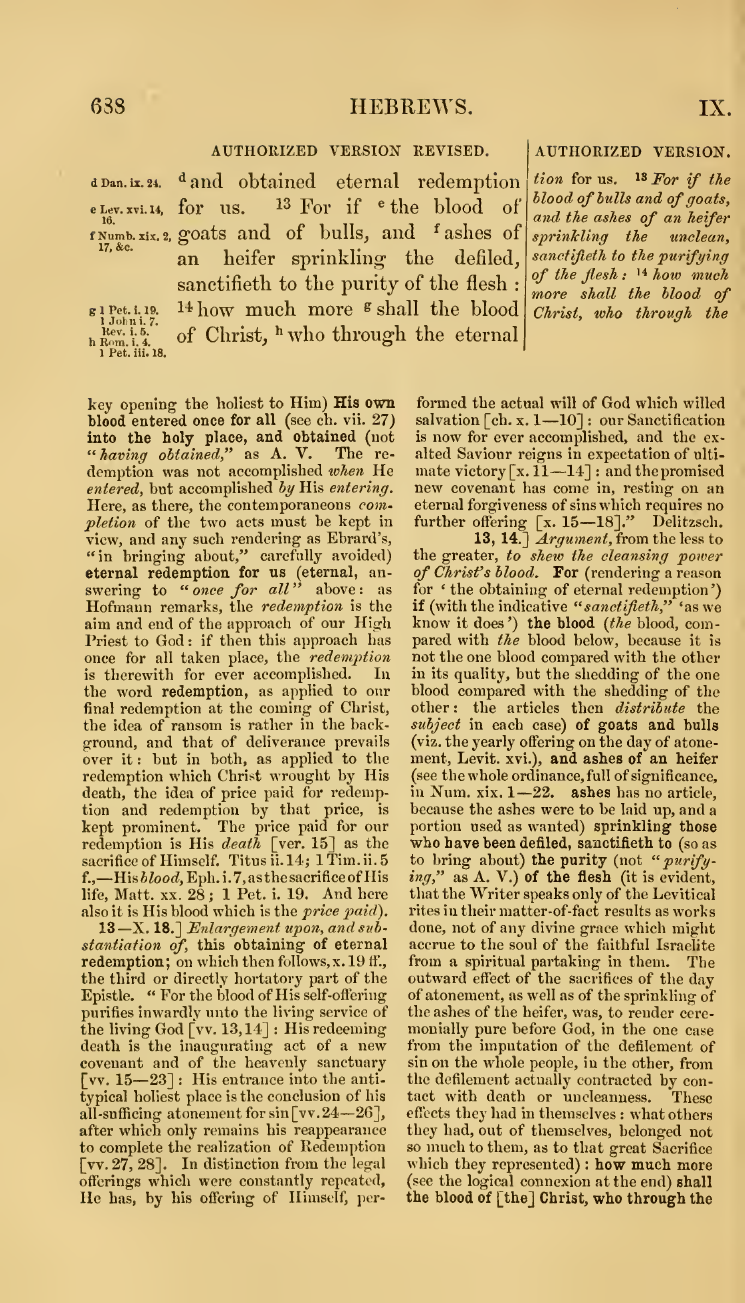 638 HEBREWS. IX.
AUTHORIZED VERSION REVISED.
d Dan. ix. 24.
e Lev. xvi. 14,
16.
f Numb. xix. 2,
17, &c.
g 1 Pet. i. 19.
1 John i. 7.
Rev. i. 5.
h Rom. i. 4.
1 Pet. iii. 18.
d and obtained eternal redemption
for us. 13 For if e the blood of
goats and of bulls, and f ashes of
an heifer sprinkling the defiled,
sanctifieth to the purity of the flesh :
14 how much more g shall the blood
of Christ, h who through the eternal
AUTHORIZED VERSION.
tion for us. 13 For if the
blood of bulls and of goats,
and the ashes of an heifer
sprinkling the unclean,
sanctifieth to the purifying
of the flesh : 14 how much
more shall the blood of
Christ, who through the
key opening the holiest to Him) His own
blood entered once for all (see ch. vii. 27)
into the holy place, and obtained (not
“having obtained,” as A. V. The re-
demption was not accomplished when He
entered, but accomplished by His entering.
Here, as there, the contemporaneous com-
pletion of the two acts must be kept in
view, and any such rendering as Ebrard’s,
“in bringing about,” carefully avoided)
eternal redemption for us (eternal, an-
swering to “once for all” above: as
Hofmann remarks, the redemption is the
aim and end of the approach of our High
Priest to God: if then this approach has
once for all taken place, the redemption
is therewith for ever accomplished. In
the word redemption, as applied to our
final redemption at the coming of Christ,
the idea of ransom is rather in the back-
ground, and that of deliverance prevails
over it: but in both, as applied to the
redemption which Christ wrought by His
death, the idea of price paid for redemp-
tion and redemption by that price, is
kept prominent. The price paid for our
redemption is His death [ver. 15] as the
sacrifice of Himself. Titus ii. 14; 1 Tim. ii. 5
f.,—His blood, Eph. i. 7, as the sacrifice of His
life, Matt. xx. 28; 1 Pet. i. 19. And here
also it is His blood which is the price paid).
13—X. 18.] Enlargement upon, and sub-
stantiation of, this obtaining of eternal
redemption; on which then follows, x. 19 ff.,
the third or directly hortatory part of the
Epistle. “For the blood of His self-offering
purifies inwardly unto the living service of
the living God [vv. 13, 14] : His redeeming
death is the inaugurating act of a new
covenant and of the heavenly sanctuary
[vv. 15—23] : His entrance into the anti-
typical holiest place is the conclusion of his
all-sufficing atonement for sin [vv. 24—26],
after which only remains his reappearance
to complete the realization of Redemption
[vv. 27, 28]. In distinction from the legal
offerings which were constantly repeated,
He has, by his offering of Himself, per-
formed the actual will of God which willed
salvation [ch. x. 1—10] : our Sanctification
is now for ever accomplished, and the ex-
alted Saviour reigns in expectation of ulti-
mate victory [x. 11—14] : and the promised
new covenant has come in, resting on an
eternal forgiveness of sins which requires no
further offering [x. 15—18].” Delitzsch.
13, 14.] Argument, from the less to
the greater, to shew the cleansing power
of Christ’s blood. For (rendering a reason
for ‘the obtaining of eternal redemption’)
if (with the indicative “sanctifieth,” ‘as we
know it does’) the blood (the blood, com-
pared with the blood below, because it is
not the one blood compared with the other
in its quality, but the shedding of the one
blood compared with the shedding of the
other: the articles then distribute the
subject in each case) of goats and bulls
(viz. the yearly offering on the day of atone-
ment, Levit. xvi.), and ashes of an heifer
(see the whole ordinance, full of significance,
in Num. xix. 1—22. ashes has no article,
because the ashes were to be laid up, and a
portion used as wanted) sprinkling those
who have been defiled, sanctifieth to (so as
to bring about) the purity (not “purify-
ing,” as A. V.) of the flesh (it is evident,
that the Writer speaks only of the Levitical
rites in their matter-of-fact results as works
done, not of any divine grace which might
accrue to the soul of the faithful Israelite
from a spiritual partaking in them. The
outward effect of the sacrifices of the day
of atonement, as well as of the sprinkling of
the ashes of the heifer, was, to render cere-
monially pure before God, in the one case
from the imputation of the defilement of
sin on the whole people, in the other, from
the defilement actually contracted by con-
tact with death or uncleanness. These
effects they had in themselves : what others
they had, out of themselves, belonged not
so much to them, as to that great Sacrifice
which they represented) : how much more
(see the logical connexion at the end) shall
the blood of [the] Christ, who through the